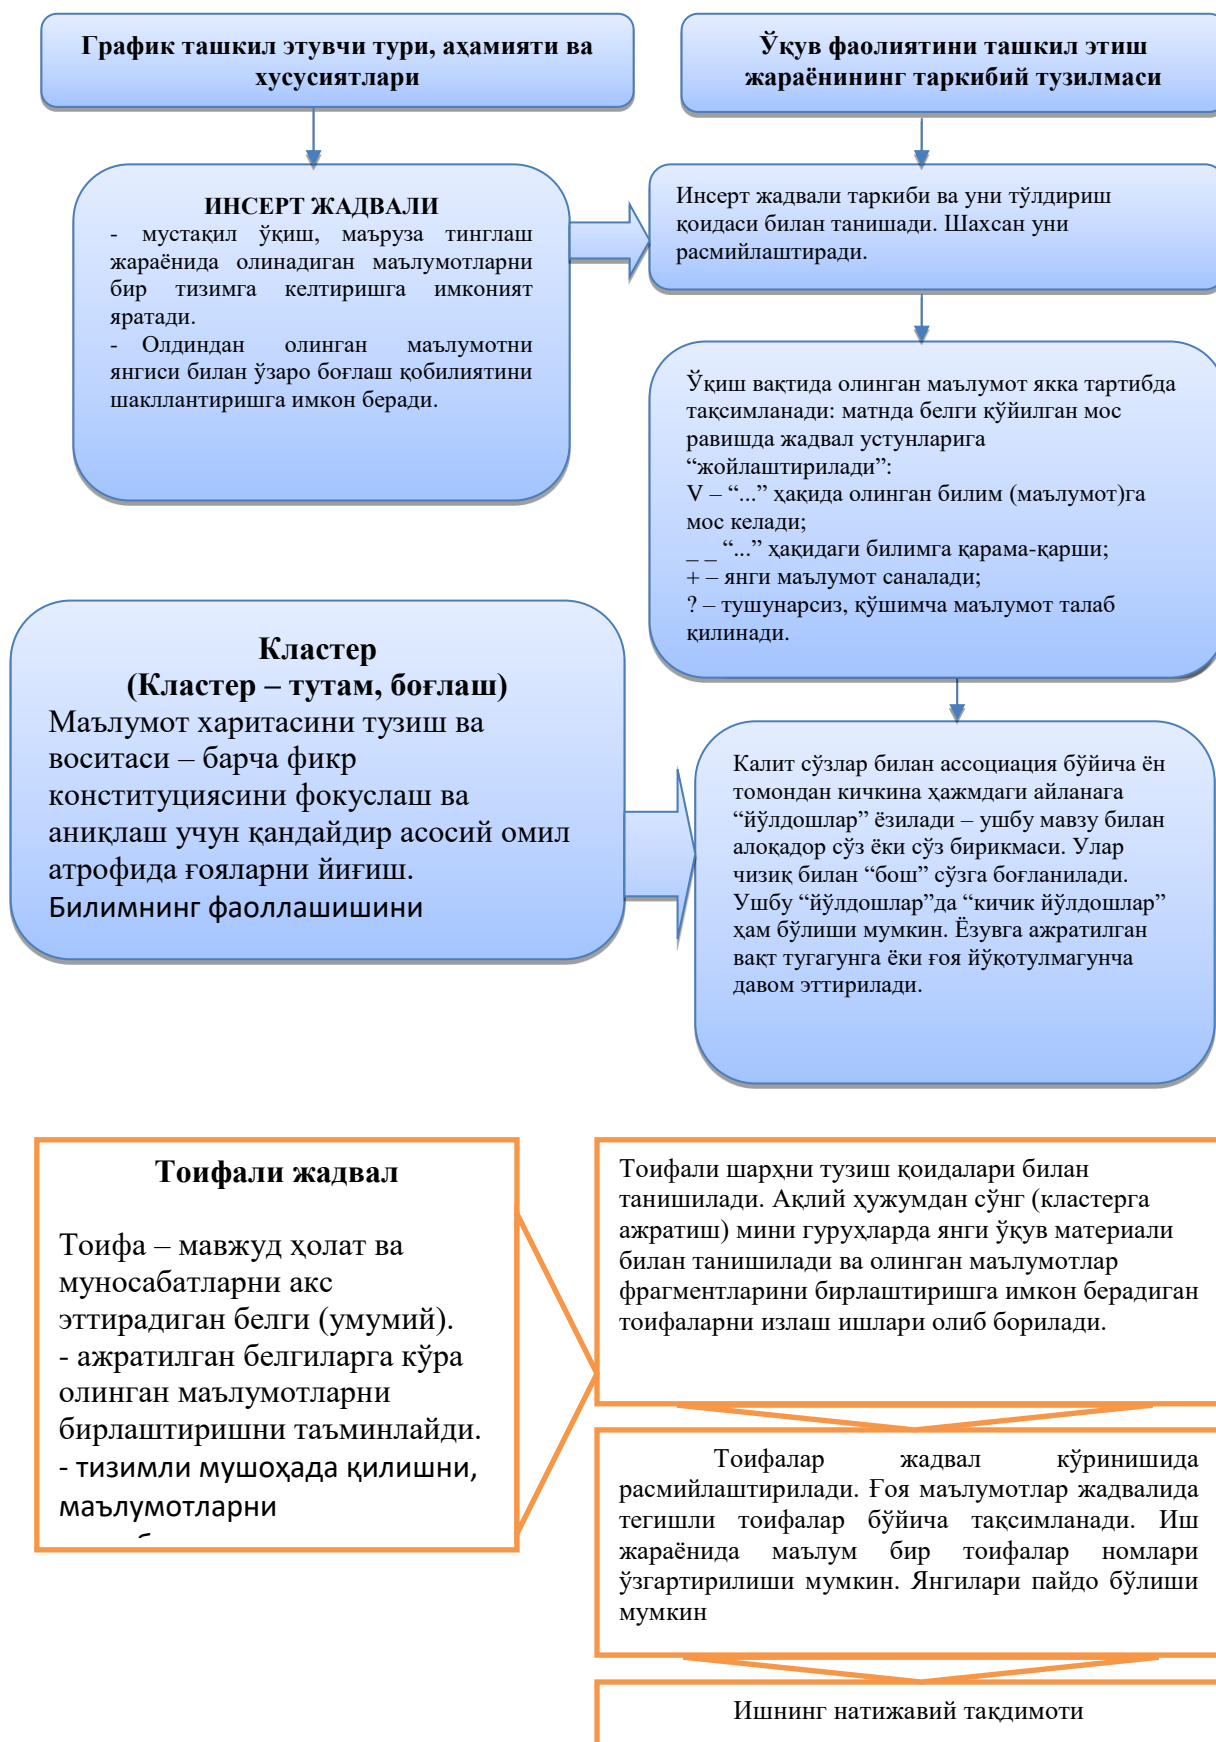 График ташкил этувчи тури, аҳамияти ва
хусусиятлари
Ўқув фаолиятини ташкил этиш
жараёнининг таркибий тузилмаси
ИНСЕРТ ЖАДВАЛИ
- мустақил ўқиш, маъруза тинглаш
жараёнида олинадиган маълумотларни
бир тизимга келтиришга имконият
яратади.
- Олдиндан олинган маълумотни
янгиси билан ўзаро боғлаш қобилиятини
шакллантиришга имкон беради.
Инсерт жадвали таркиби ва уни тўлдириш
қоидаси билан танишади. Шахсан уни
расмийлаштиради.
Ўқиш вақтида олинган маълумот якка тартибда
тақсимланади: матнда белги қўйилган мос
равишда жадвал устунларига
“жойлаштирилади”:
V – “...” ҳақида олинган билим (маълумот)га
мос келади;
_ _ “...” ҳақидаги билимга қарама-қарши;
+ – янги маълумот саналади;
? – тушунарсиз, қўшимча маълумот талаб
қилинади.
Кластер
(Кластер – тутам, боғлаш)
Маълумот харитасини тузиш ва
воситаси – барча фикр
конституциясини фокуслаш ва
аниқлаш учун қандайдир асосий омил
атрофида ғояларни йиғиш.
Билимнинг фаоллашишини
Калит сўзлар билан ассоциация бўйича ён
томондан кичкина ҳажмдаги айланага
“йўлдошлар” ёзилади – ушбу мавзу билан
алоқадор сўз ёки сўз бирикмаси. Улар
чизиқ билан “бош” сўзга боғланилади.
Ушбу “йўлдошлар”да “кичик йўлдошлар”
ҳам бўлиши мумкин. Ёзувга ажратилган
вақт тугагунга ёки ғоя йўқотулмагунча
давом эттирилади.
Тоифали жадвал
Тоифа – мавжуд ҳолат ва
муносабатларни акс
эттирадиган белги (умумий).
- ажратилган белгиларга кўра
олинган маълумотларни
бирлаштиришни таъминлайди.
- тизимли мушоҳада қилишни,
маълумотларни
Тоифали шарҳни тузиш қоидалари билан
танишилади. Ақлий ҳужумдан сўнг (кластерга
ажратиш) мини гуруҳларда янги ўқув материали
билан танишилади ва олинган маълумотлар
фрагментларини бирлаштиришга имкон берадиган
тоифаларни излаш ишлари олиб борилади.
Тоифалар жадвал кўринишида
расмийлаштирилади. Ғоя маълумотлар жадвалида
тегишли тоифалар бўйича тақсимланади. Иш
жараёнида маълум бир тоифалар номлари
ўзгартирилиши мумкин. Янгилари пайдо бўлиши
мумкин
Ишнинг натижавий тақдимоти